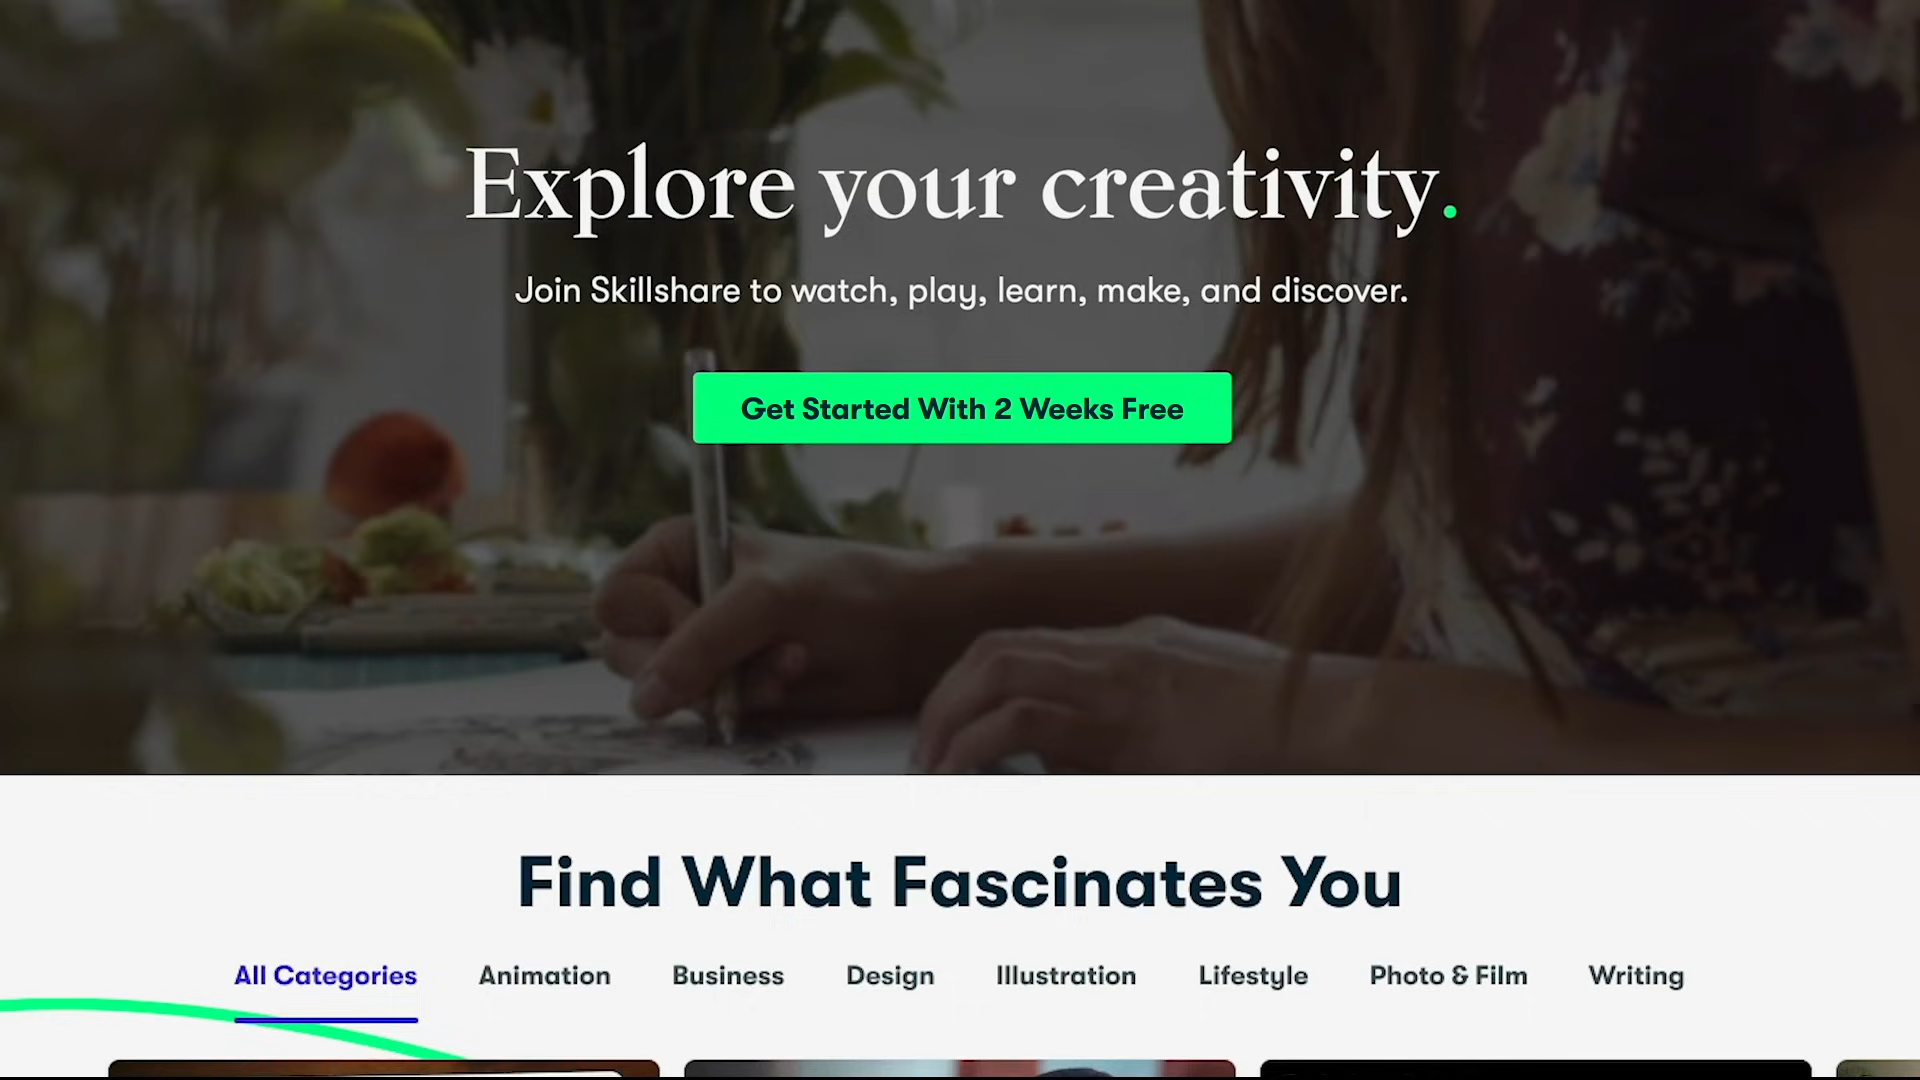 Explore your creativity.
Join Skillshare to watch, play, learn, make, and discover.
Get Started With 2 Weeks Free
Find What Fascinates You
All Categories Animation Business Design Illustration Lifestyle Photo & Film Writing